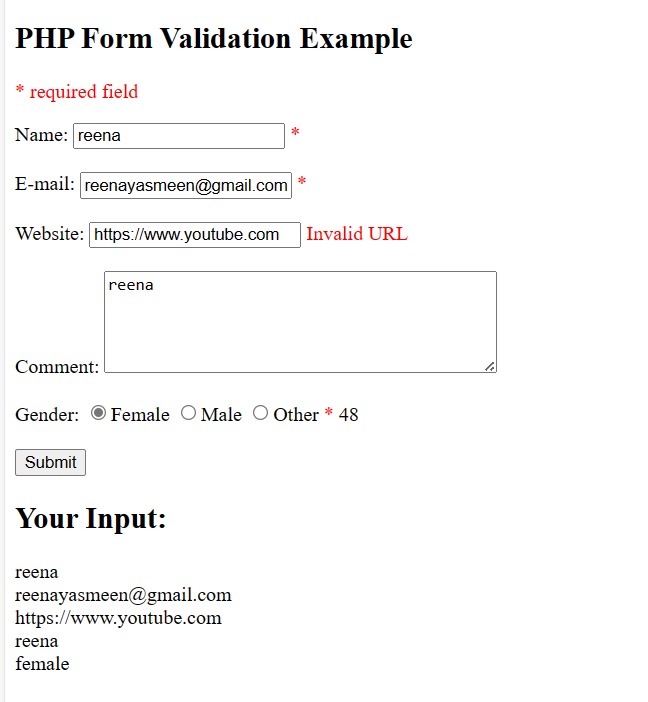 PHP Form Validation Example
* required field
Name: reena *
E-mail: reenayasmeen@gmail.com *
Website: https://www.youtube.com Invalid URL
reena
Comment:
Gender: Female Male Other * 48
Submit
Your Input:
reena
reenayasmeen@gmail.com
https://www.youtube.com
reena
female